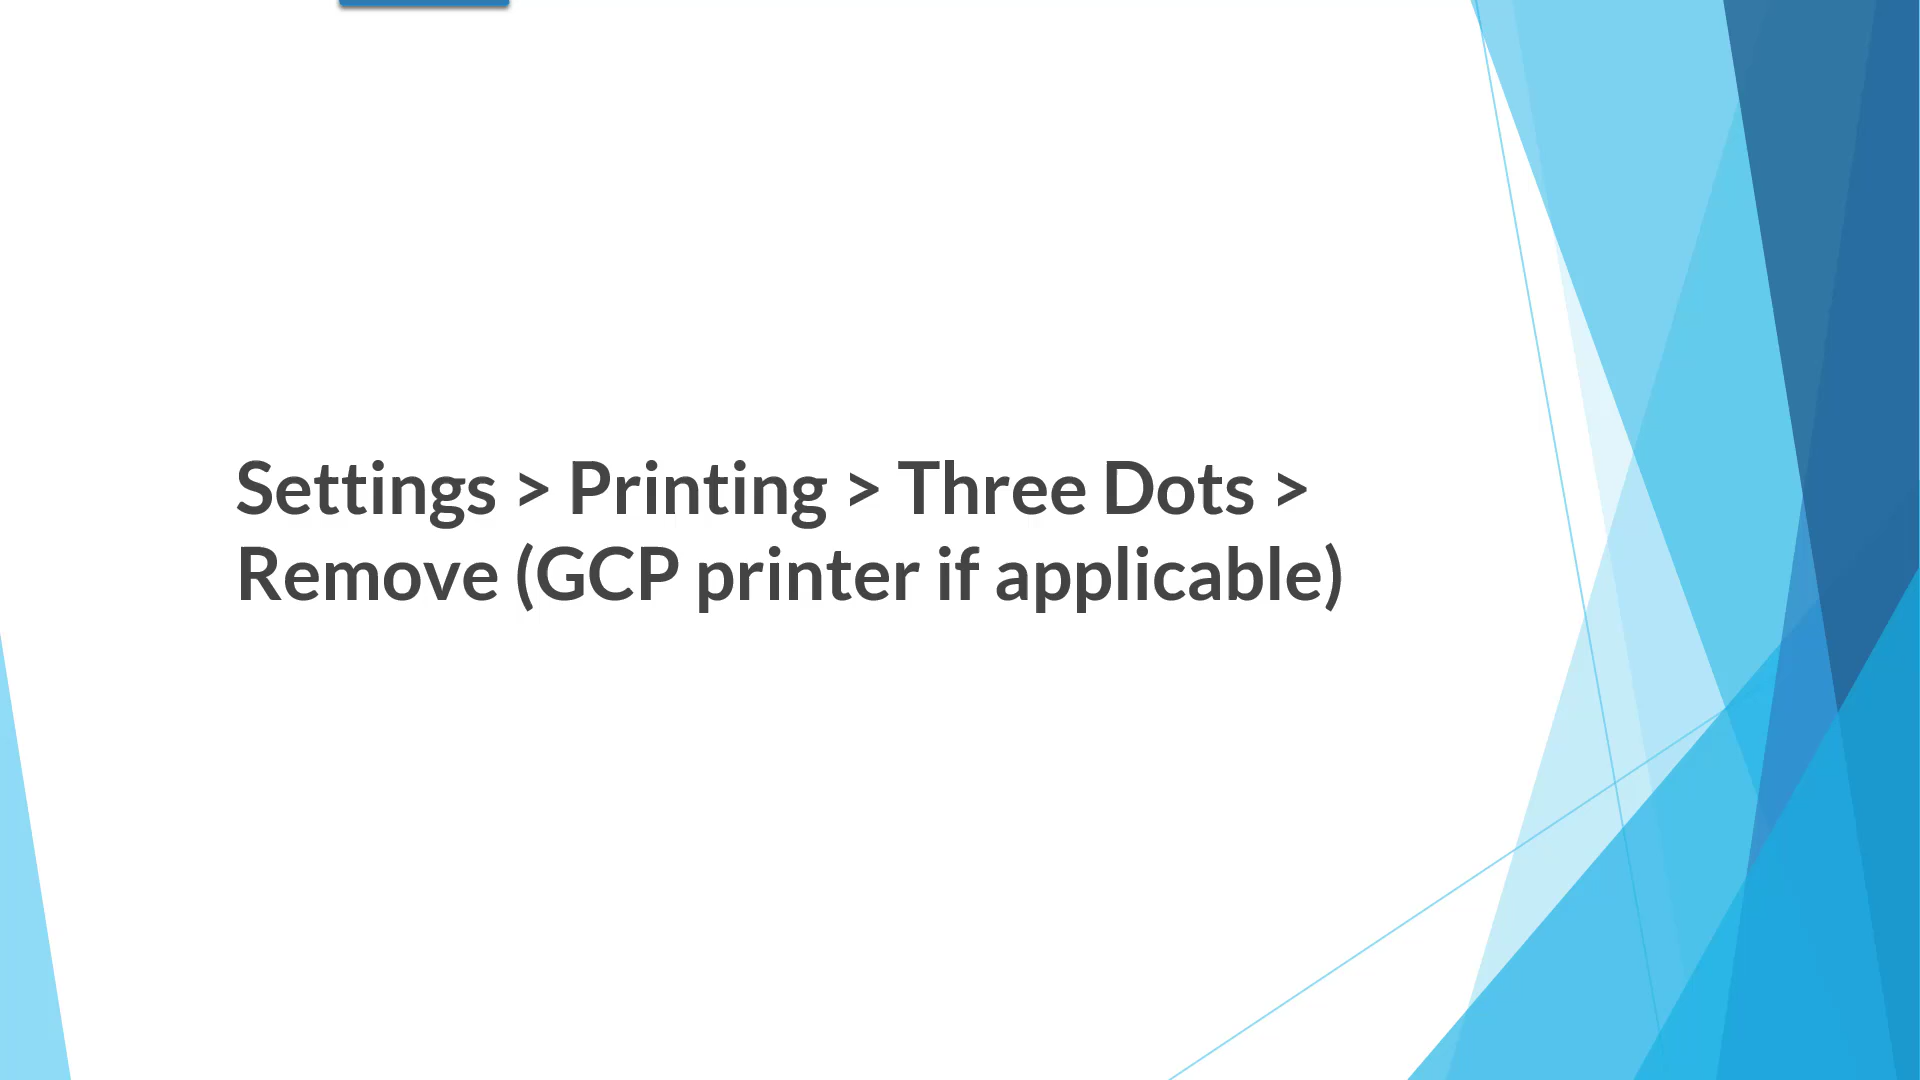 Settings > Printing > Three Dots >
Remove (GCP printer if applicable)